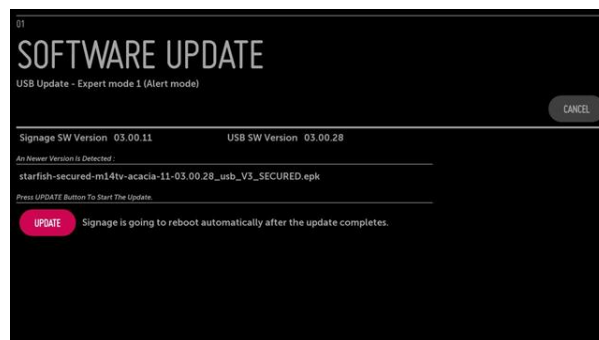 01
SOFTWARE UPDATE
USB Update - Expert mode 1 (Alert mode)
CANCEL
Signage SW Version 03.00.11 USB SW Version 03.00.28
An Newer Version is Detected :
starfish-secured-m14tv-acacia-11-03.00.28_usb_V3_SECURED.epk
Press UPDATE Button To Start The Update.
UPDATE Signage is going to reboot automatically after the update completes.